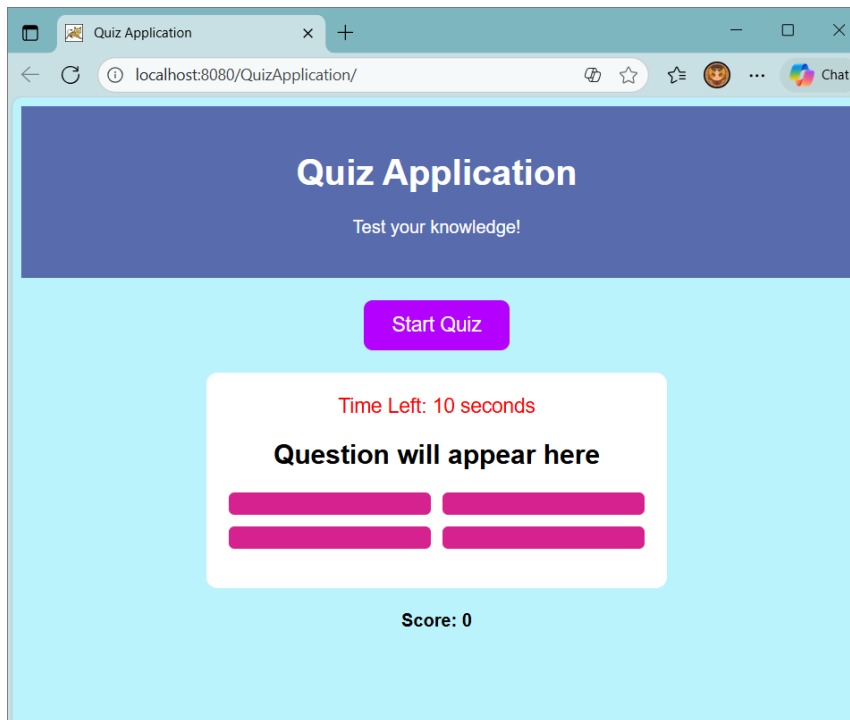 Quiz Application
localhost:8080/QuizApplication/
Chat
Quiz Application
Test your knowledge!
Start Quiz
Time Left: 10 seconds
Question will appear here
Score: 0